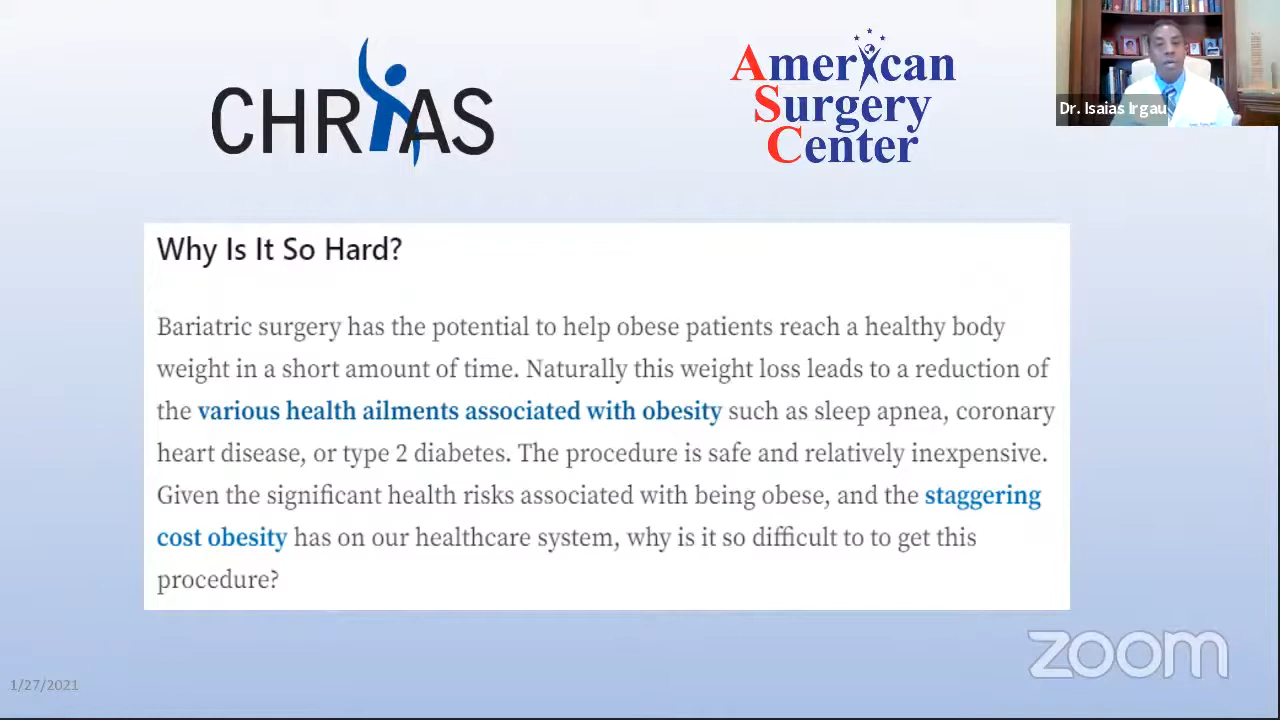 CHRIAS
American
Surgery
Center
Dr. Isaias Irgau
Why Is It So Hard?
Bariatric surgery has the potential to help obese patients reach a healthy body
weight in a short amount of time. Naturally this weight loss leads to a reduction of
the various health ailments associated with obesity such as sleep apnea, coronary
heart disease, or type 2 diabetes. The procedure is safe and relatively inexpensive.
Given the significant health risks associated with being obese, and the staggering
cost obesity has on our healthcare system, why is it so difficult to to get this
procedure?
zoom
1/27/2021